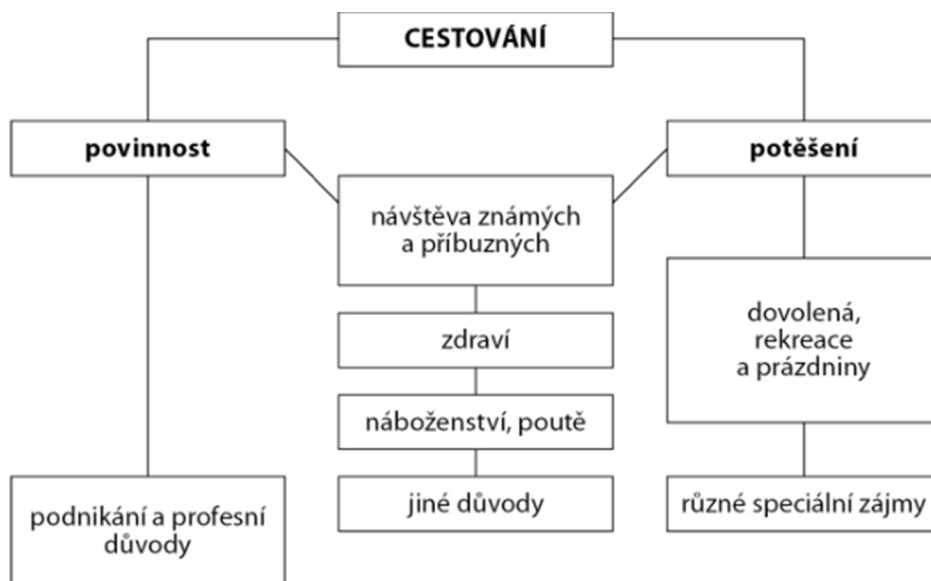 CESTOVÁNÍ
povinnost
potěšení
návštěva známých
a příbuzných
zdraví
náboženství, poutě
jiné důvody
dovolená,
rekreace
a prázdniny
podnikání a profesní
důvody
různé speciální zájmy